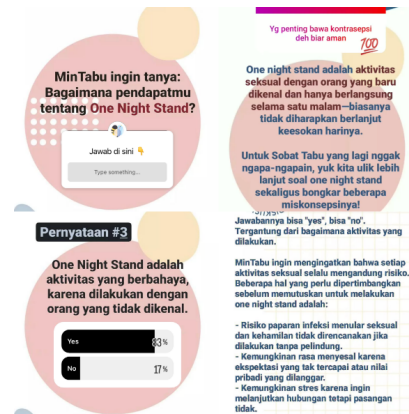 MinTabu ingin tanya:
Bagaimana pendapatmu
tentang One Night Stand?
Jawab di sini 👇
Type something...
Yg penting bawa kontrasepsi
deh biar aman
💯
One night stand adalah aktivitas
seksual dengan orang yang baru
dikenal dan hanya berlangsung
selama satu malam—biasanya
tidak diharapkan berlanjut
keesokan harinya.
Untuk Sobat Tabu yang lagi nggak
ngapa-ngapain, yuk kita ulik lebih
lanjut soal one night stand
sekaligus bongkar beberapa
miskonsepsinya!
Pernyataan #3
One Night Stand adalah
aktivitas yang berbahaya,
karena dilakukan dengan
orang yang tidak dikenal.
Yes 83%
No 17%
Jawabannya bisa "yes", bisa "no".
Tergantung dari bagaimana aktivitas yang
dilakukan.
MinTabu ingin mengingatkan bahwa setiap
aktivitas seksual selalu mengandung risiko.
Beberapa hal yang perlu dipertimbangkan
sebelum memutuskan untuk melakukan
one night stand adalah:
- Risiko paparan infeksi menular seksual
dan kehamilan tidak direncanakan jika
dilakukan tanpa pelindung.
- Kemungkinan rasa menyesal karena
ekspektasi yang tak tercapai atau nilai
pribadi yang dilanggar.
- Kemungkinan stres karena ingin
melanjutkan hubungan tetapi pasangan
tidak.